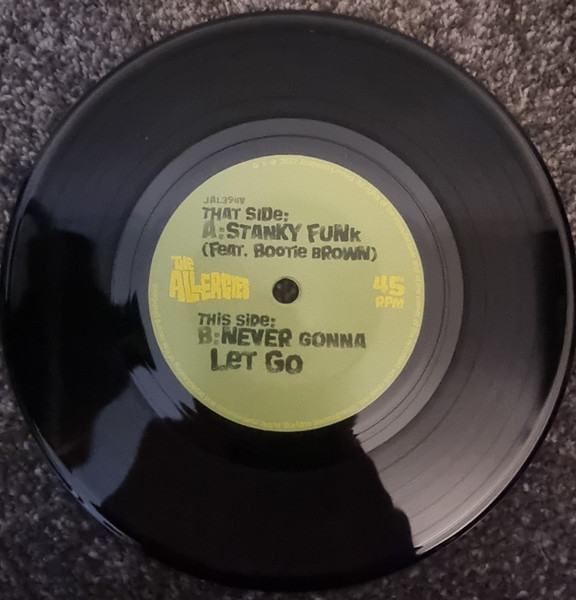 JAL394V
THAT SIDE:
A:STANKY FUNK
(FEAT. BOOTIE BROWN)
THE
ALLERGIES
45
RPM
THIS SIDE:
B:NEVER GONNA
LET GO